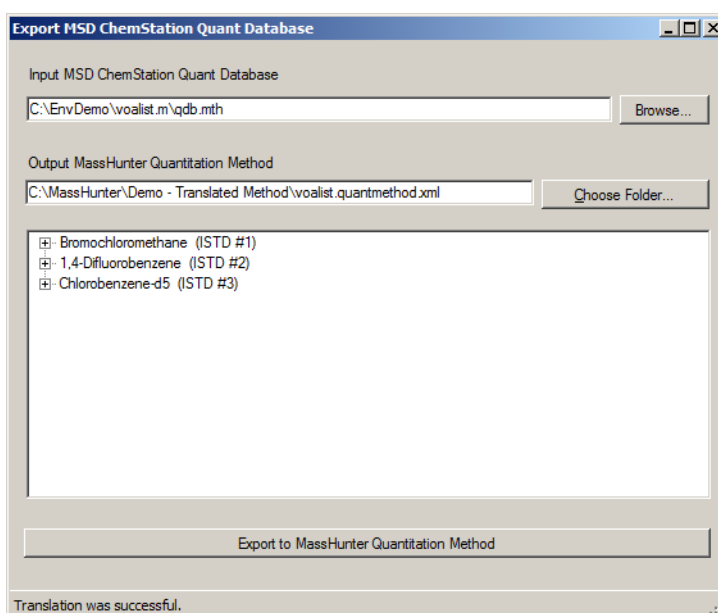 Export MSD ChemStation Quant Database
Input MSD ChemStation Quant Database
C:\EnvDemo\voalist.m\qdb.mth
Browse...
Output MassHunter Quantitation Method
C:\MassHunter\Demo - Translated Method\voalist.quantmethod.xml
Choose Folder...
Bromochloromethane (ISTD #1)
1,4-Difluorobenzene (ISTD #2)
Chlorobenzene-d5 (ISTD #3)
Export to MassHunter Quantitation Method
Translation was successful.